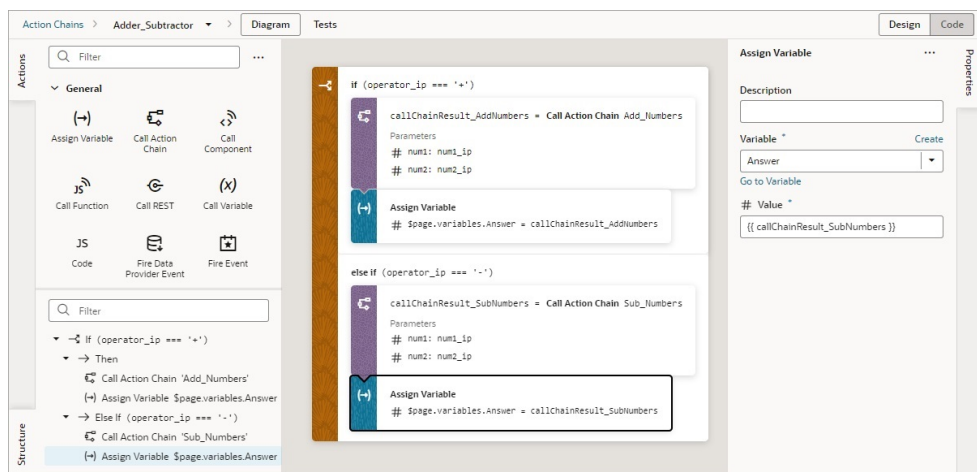 Action Chains > Adder_Subtractor > Diagram Tests Design Code
Actions
Filter
General
Assign Variable
Call Action Chain
Call Component
Call Function
Call REST
Call Variable
Code
Fire Data Provider Event
Fire Event
Structure
Filter
If (operator_ip === '+')
Then
Call Action Chain 'Add_Numbers'
Assign Variable $page.variables.Answer
Else If (operator_ip === '-')
Call Action Chain 'Sub_Numbers'
Assign Variable $page.variables.Answer
if (operator_ip === '+')
callChainResult_AddNumbers = Call Action Chain Add_Numbers
Parameters
# num1: num1_ip
# num2: num2_ip
Assign Variable
# $page.variables.Answer = callChainResult_AddNumbers
else if (operator_ip === '-')
callChainResult_SubNumbers = Call Action Chain Sub_Numbers
Parameters
# num1: num1_ip
# num2: num2_ip
Assign Variable
# $page.variables.Answer = callChainResult_SubNumbers
Assign Variable
Properties
Description
Variable * Create
Answer
Go to Variable
# Value *
{{ callChainResult_SubNumbers }}